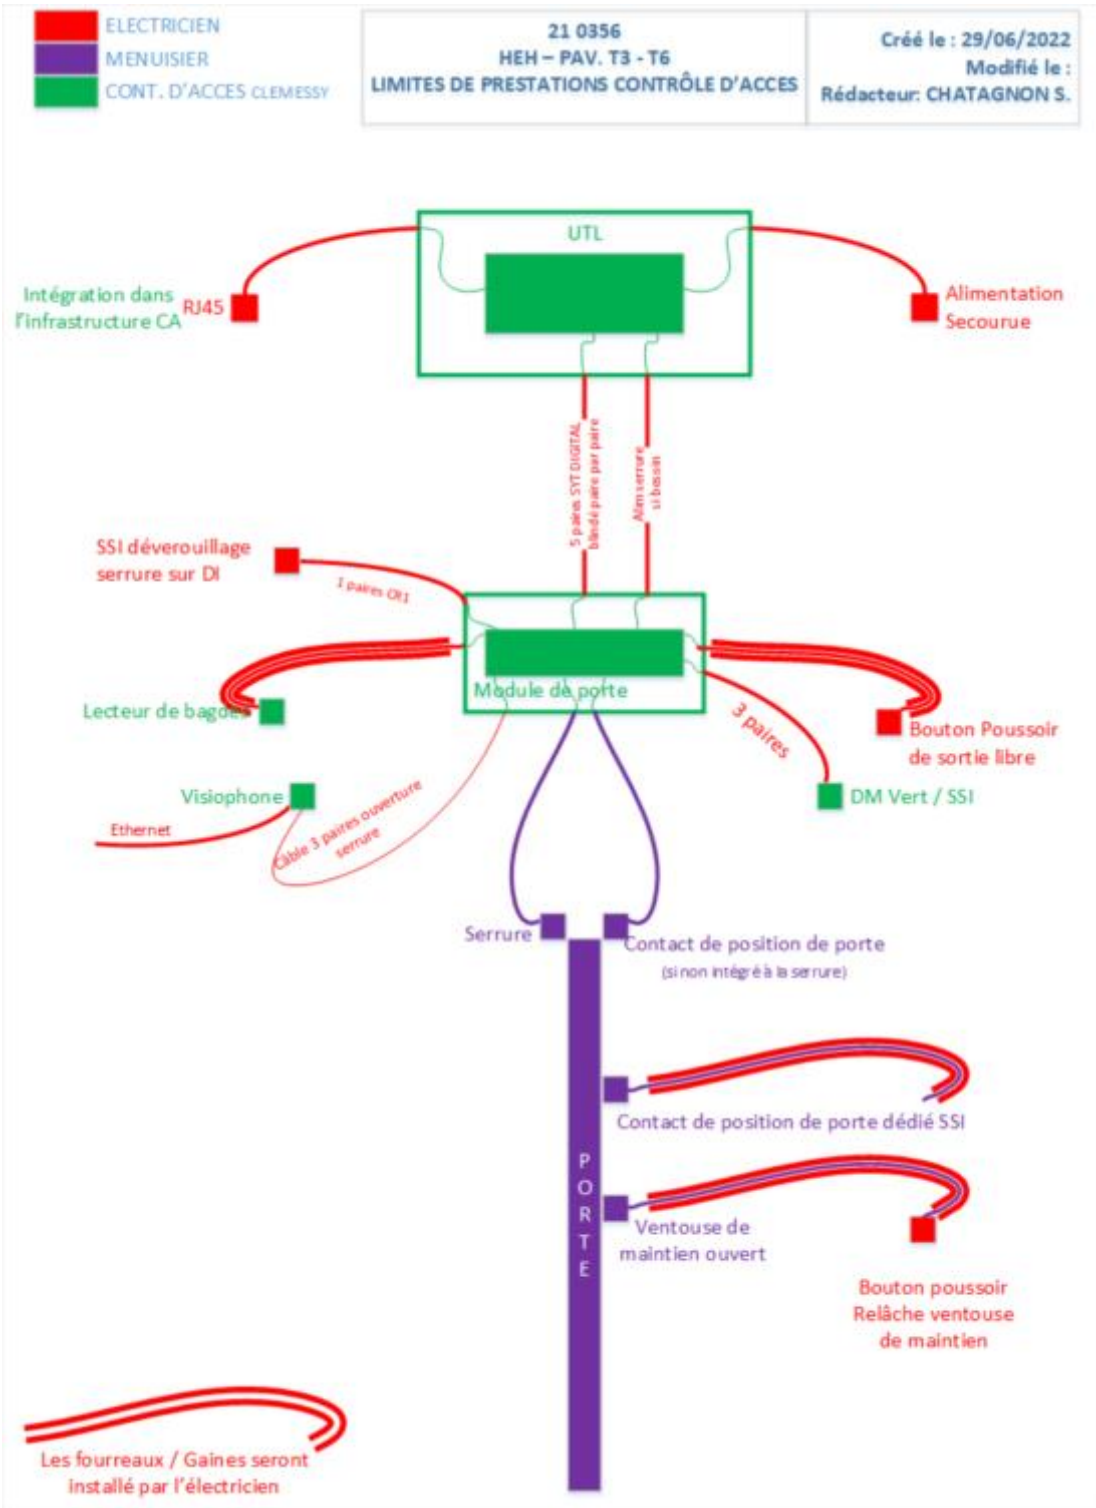 ELECTRICIEN
MENUISIER
CONT. D'ACCES CLEMESSY
21 0356
HEH – PAV. T3 - T6
LIMITES DE PRESTATIONS CONTRÔLE D'ACCES
Créé le : 29/06/2022
Modifié le :
Rédacteur: CHATAGNON S.
UTL
Intégration dans
l'infrastructure CA
RJ45
Alimentation
Secourue
5 paires SYT DIGITAL
blindé paire par paire
Alim serrure
si besoin
SSI déverouillage
serrure sur DI
1 paires CR1
Module de porte
Lecteur de bagdes
3 paires
Bouton Poussoir
de sortie libre
Visiophone
DM Vert / SSI
Ethernet
Câble 3 paires ouverture
serrure
Serrure
Contact de position de porte
(si non intégré à la serrure)
Contact de position de porte dédié SSI
PORTE
Ventouse de
maintien ouvert
Bouton poussoir
Relâche ventouse
de maintien
Les fourreaux / Gaines seront
installé par l'électricien